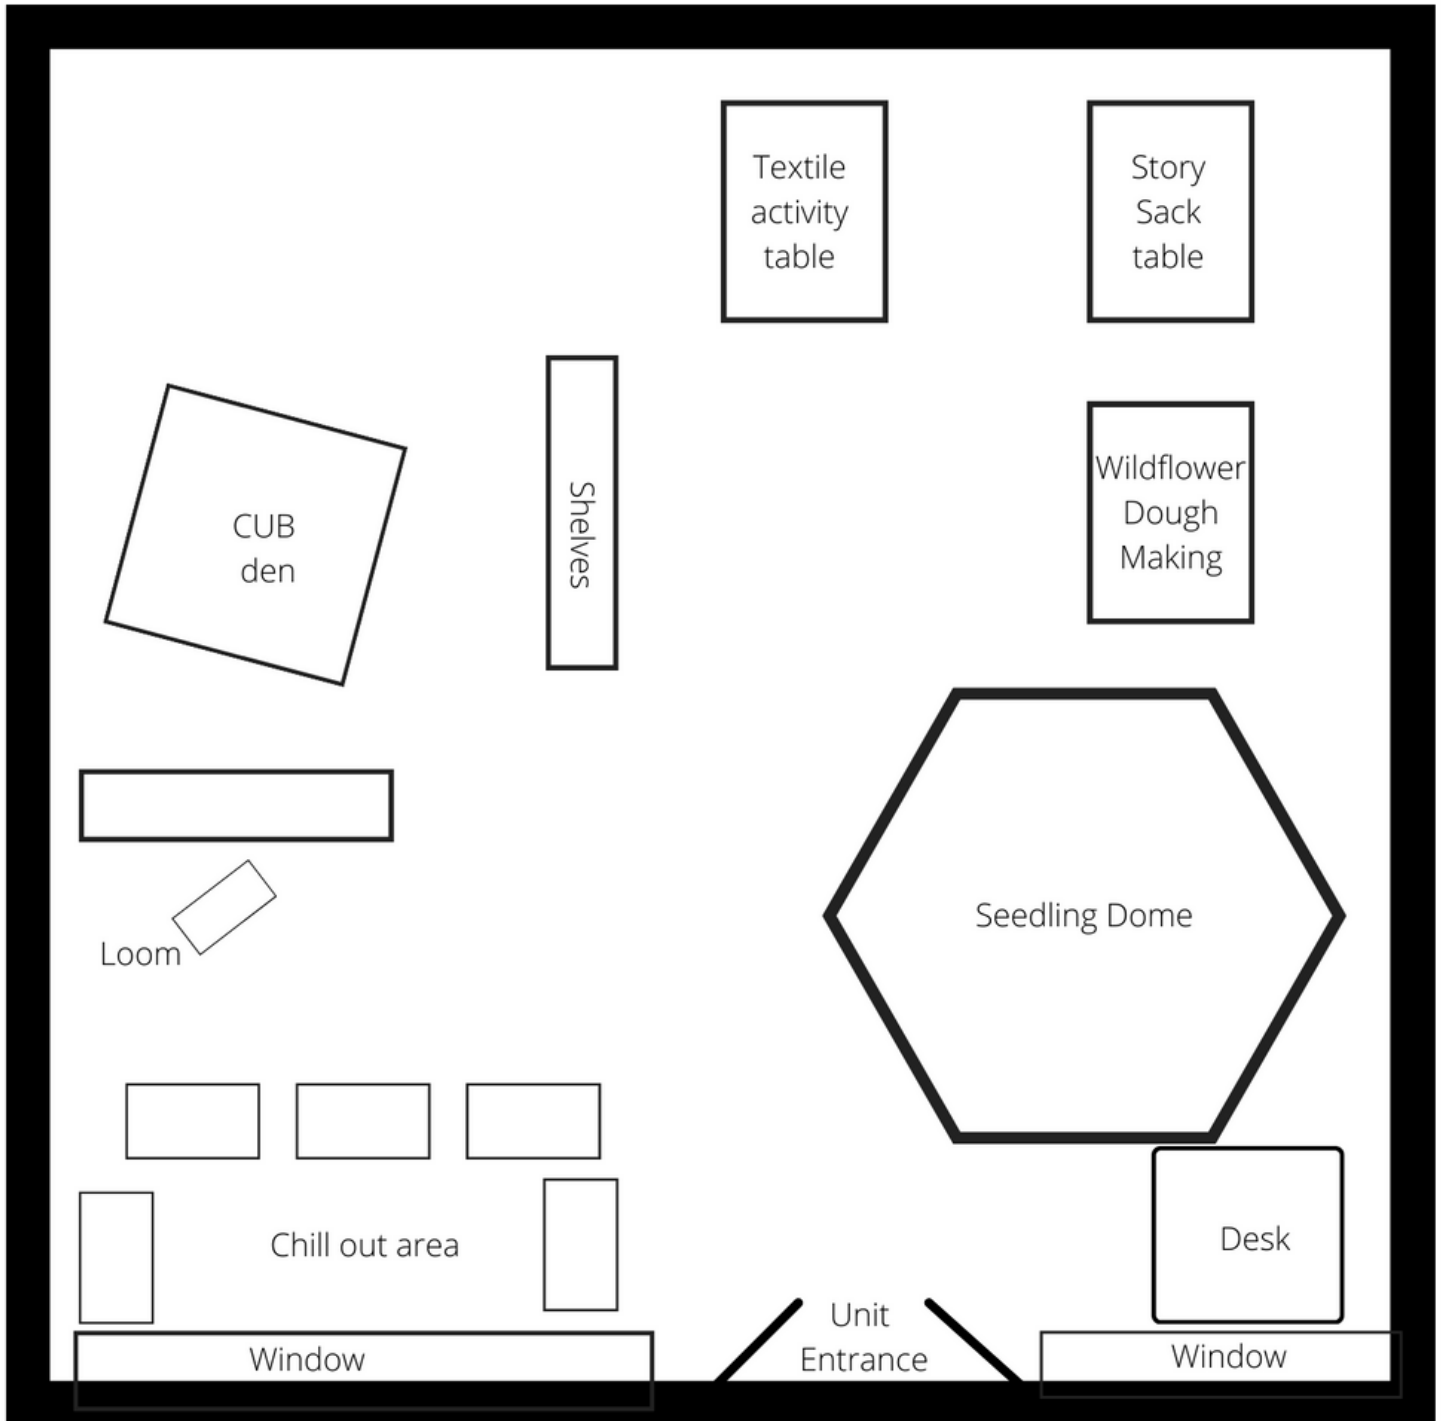 Textile
activity
table
Story
Sack
table
CUB
den
Shelves
Wildflower
Dough
Making
Loom
Seedling Dome
Chill out area
Desk
Unit
Entrance
Window
Window